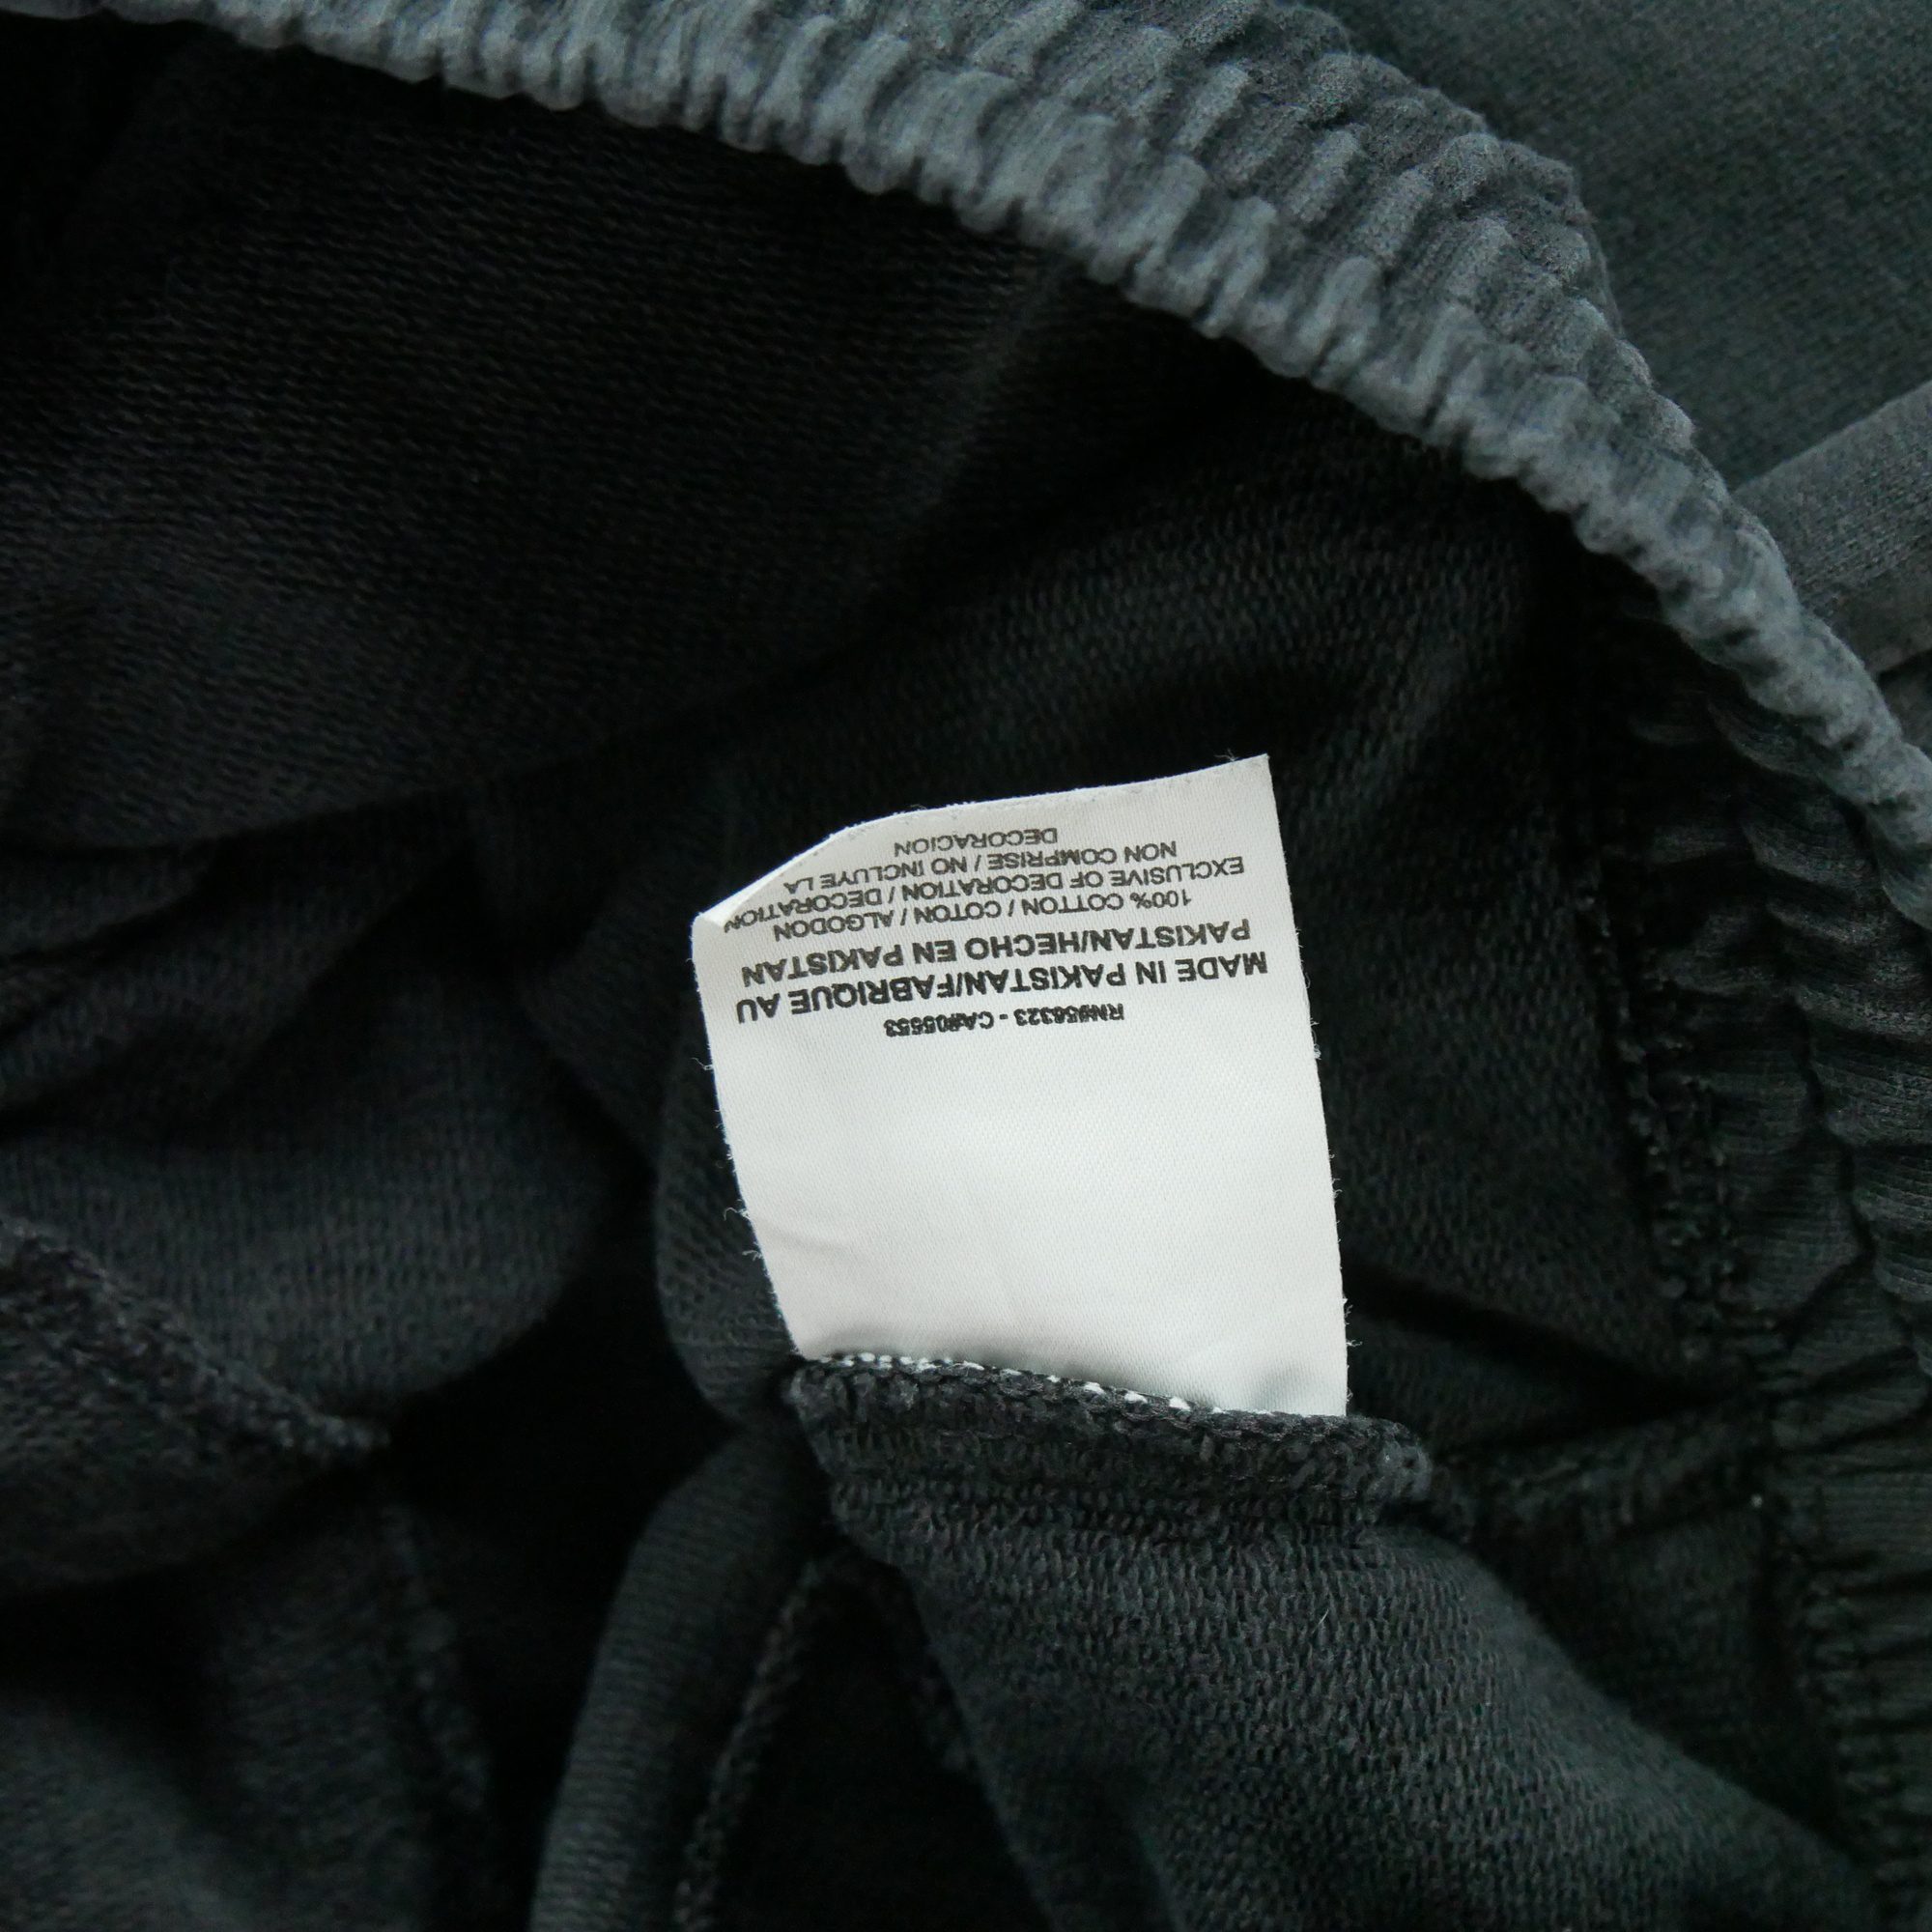 RN#56323 - CA#05553
MADE IN PAKISTAN/FABRIQUE AU
PAKISTAN/HECHO EN PAKISTAN
100% COTTON / COTON / ALGODON
EXCLUSIVE OF DECORATION / DECORATION
NON COMPRISE / NO INCLUYE LA
DECORACION